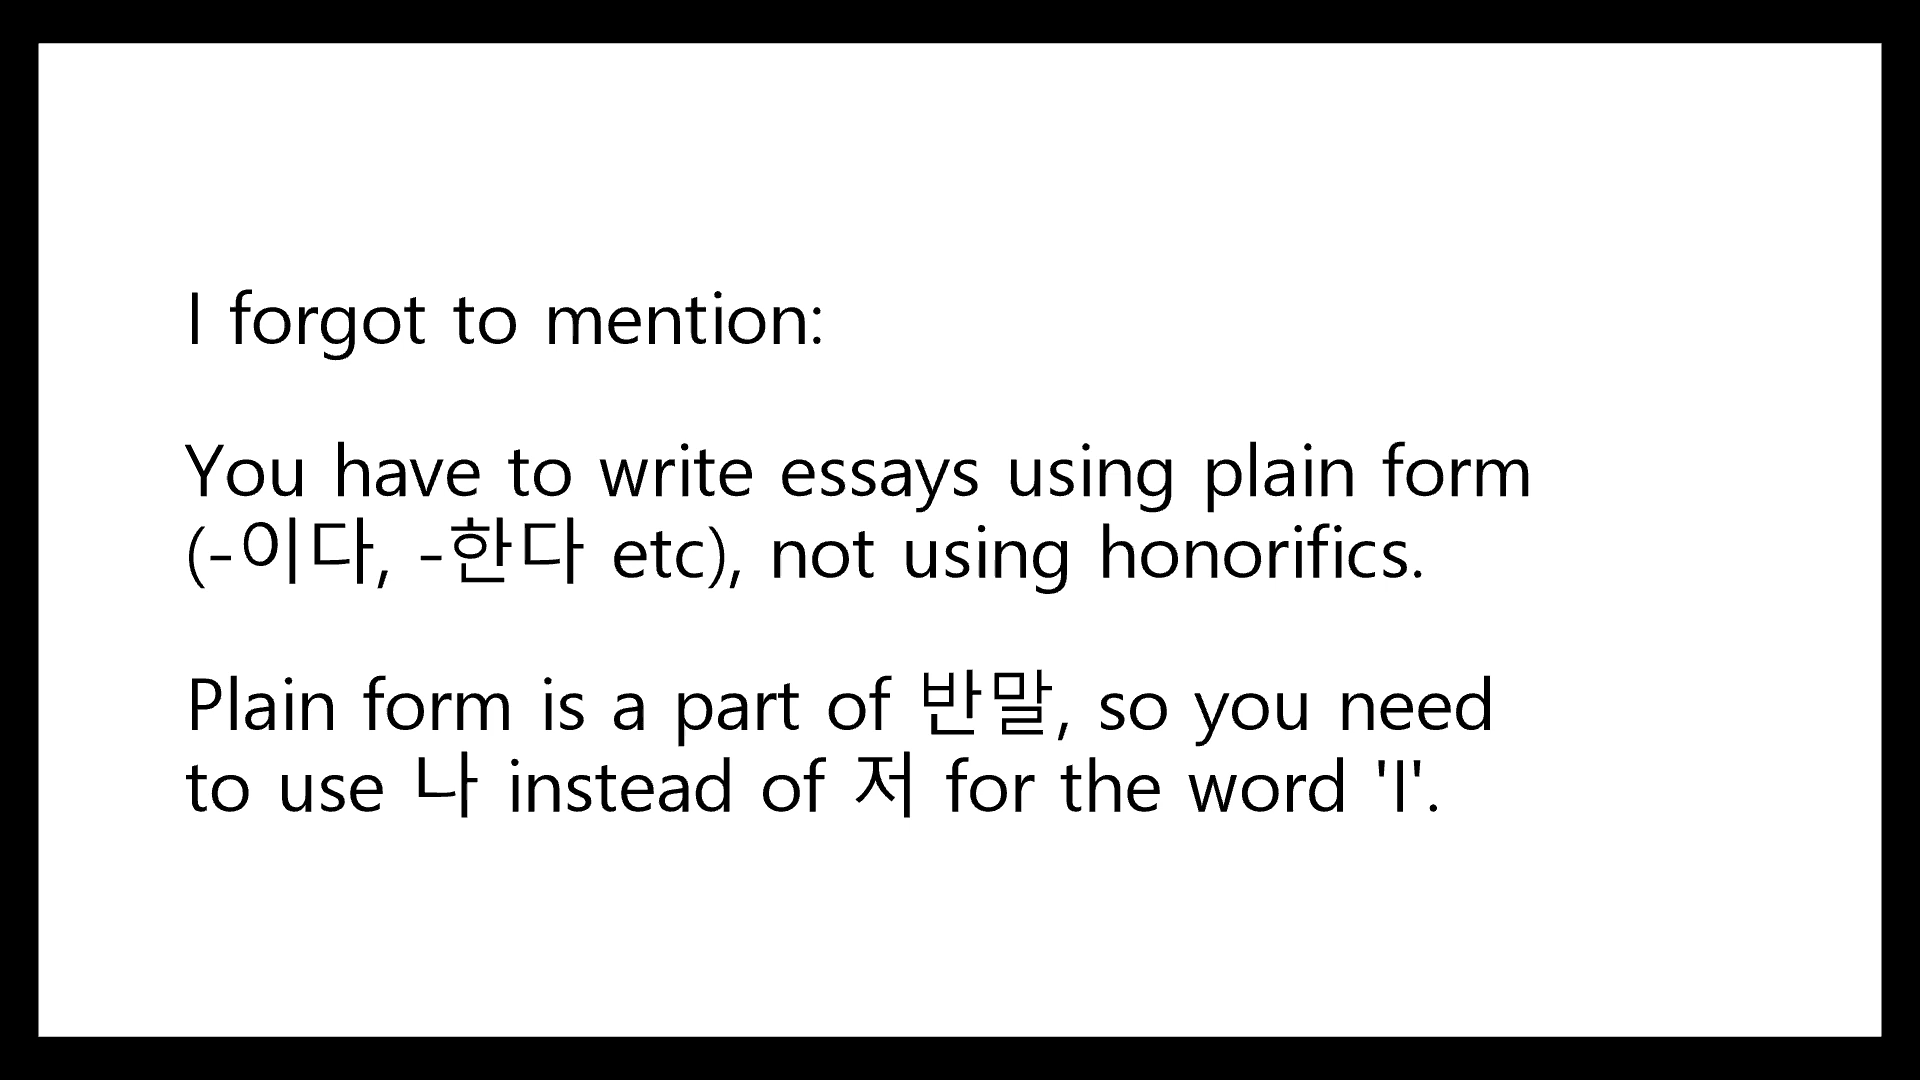 I forgot to mention:
You have to write essays using plain form
(-이다, -한다 etc), not using honorifics.
Plain form is a part of 반말, so you need
to use 나 instead of 저 for the word 'I'.